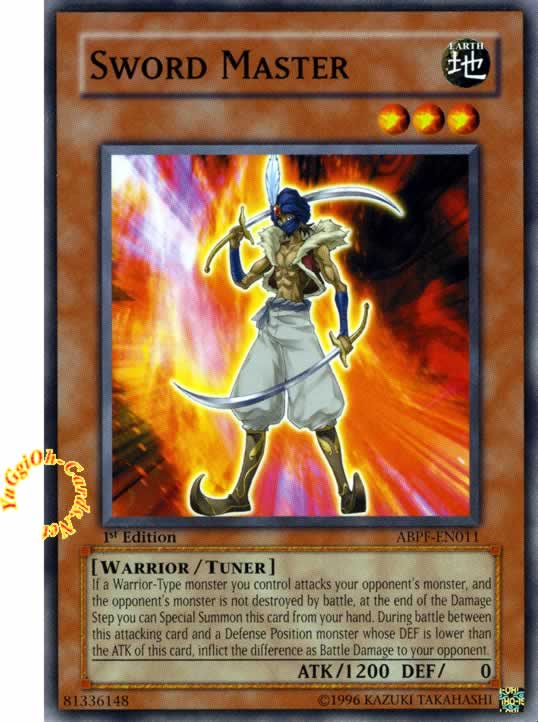 SWORD MASTER
EARTH
地
1st Edition
ABPF-EN011
YuGgiOh-Cards.Net
[WARRIOR / TUNER]
If a Warrior-Type monster you control attacks your opponent's monster, and
the opponent's monster is not destroyed by battle, at the end of the Damage
Step you can Special Summon this card from your hand. During battle between
this attacking card and a Defense Position monster whose DEF is lower than
the ATK of this card, inflict the difference as Battle Damage to your opponent.
ATK/1200 DEF/ 0
81336148
©1996 KAZUKI TAKAHASHI